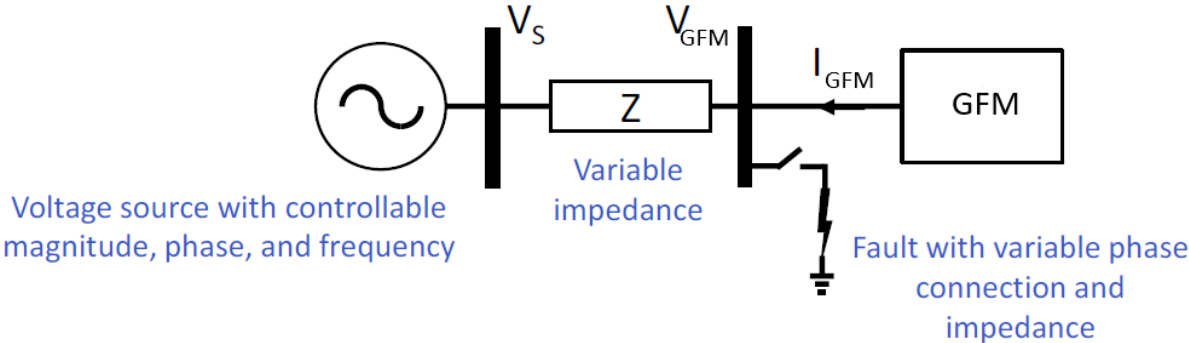 V_S
V_GFM
I_GFM
GFM
Z
Variable
impedance
Voltage source with controllable
magnitude, phase, and frequency
Fault with variable phase
connection and
impedance